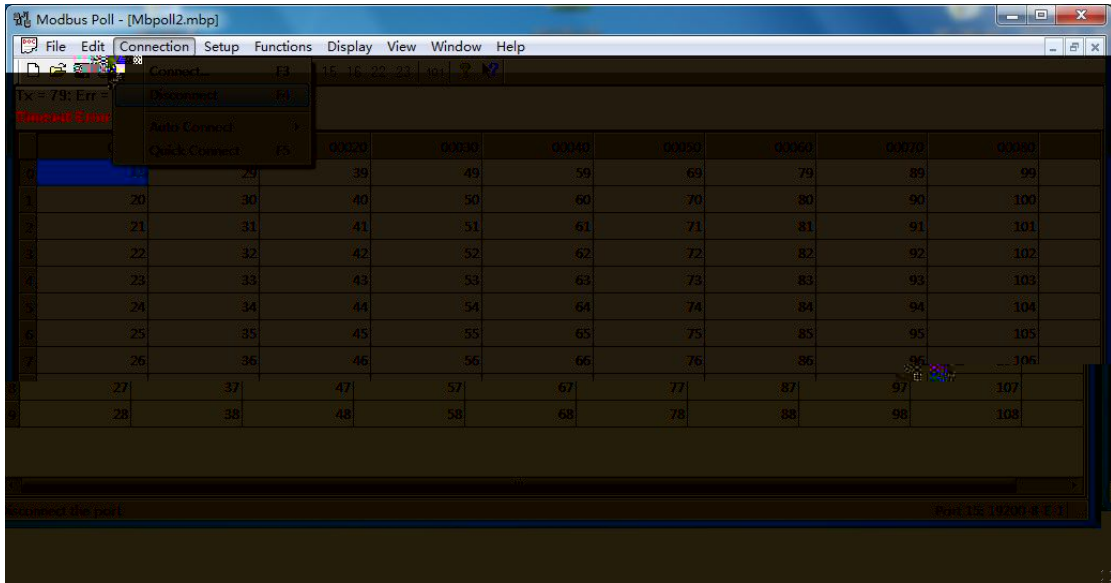 Modbus Poll - [Mbpoll2.mbp]
File Edit Connection Setup Functions Display View Window Help
Connect... F3 15 16 22 23 101
Tx = 79: Err =
Disconnect F4
Timeout Error
Auto Connect
Quick Connect F5 00020 00030 00040 00050 00060 00070 00080
0 29 39 49 59 69 79 89 99
1 20 30 40 50 60 70 80 90 100
2 21 31 41 51 61 71 81 91 101
3 22 32 42 52 62 72 82 92 102
4 23 33 43 53 63 73 83 93 103
5 24 34 44 54 64 74 84 94 104
6 25 35 45 55 65 75 85 95 105
7 26 36 46 56 66 76 86 96 106
8 27 37 47 57 67 77 87 97 107
9 28 38 48 58 68 78 88 98 108
the port Port 15: 19200-8-E-1